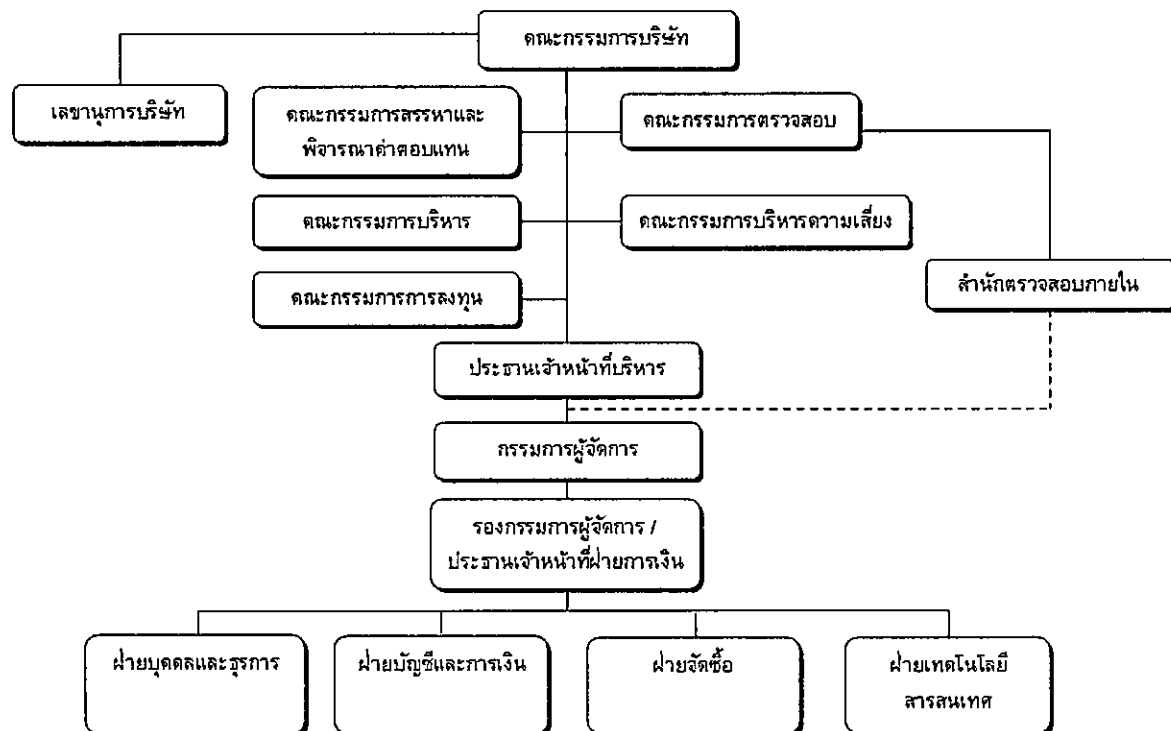 คณะกรรมการบริษัท
เลขานุการบริษัท
คณะกรรมการสรรหาและ
พิจารณาค่าตอบแทน
คณะกรรมการตรวจสอบ
คณะกรรมการบริหาร
คณะกรรมการบริหารความเสี่ยง
คณะกรรมการการลงทุน
สำนักตรวจสอบภายใน
ประธานเจ้าหน้าที่บริหาร
กรรมการผู้จัดการ
รองกรรมการผู้จัดการ /
ประธานเจ้าหน้าที่ฝ่ายการเงิน
ฝ่ายบุคคลและธุรการ
ฝ่ายบัญชีและการเงิน
ฝ่ายจัดซื้อ
ฝ่ายเทคโนโลยี
สารสนเทศ